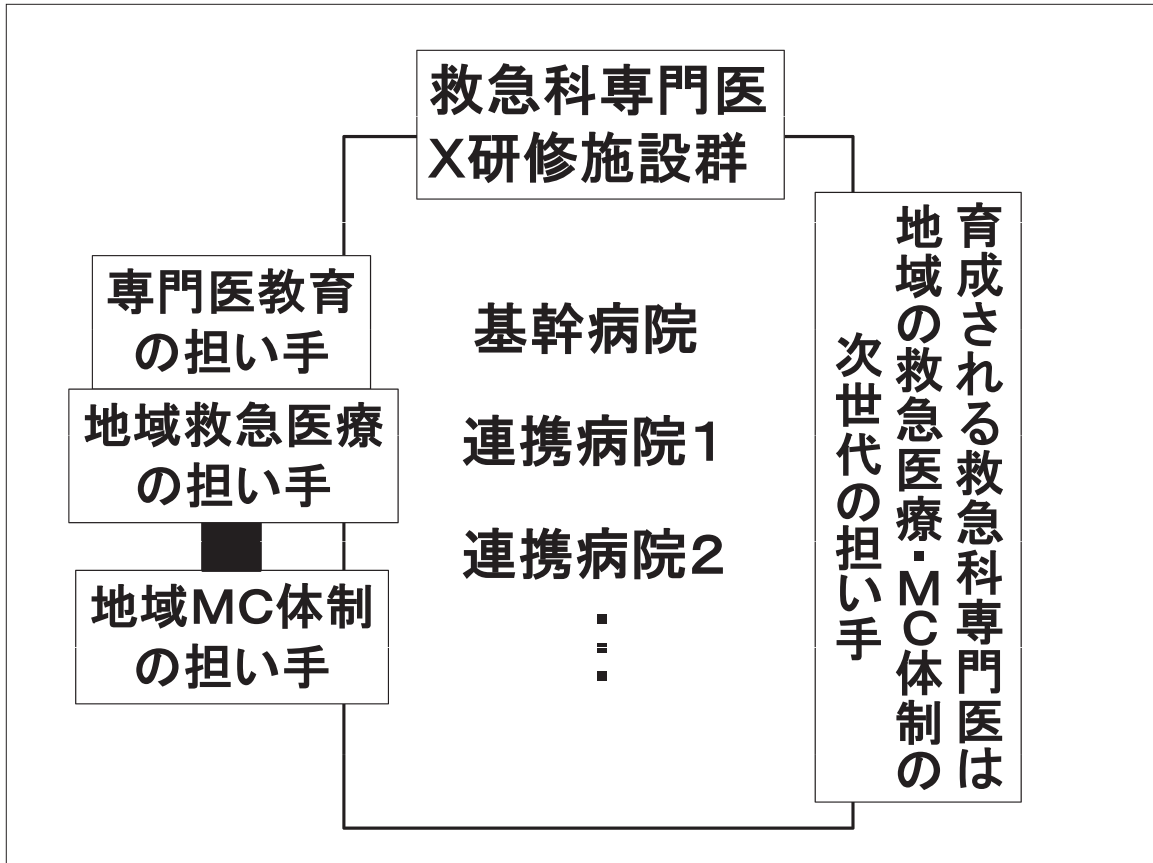 救急科専門医
X研修施設群
専門医教育
の担い手
地域救急医療
の担い手
地域MC体制
の担い手
基幹病院
連携病院1
連携病院2
育成される救急科専門医は
地域の救急医療・MC体制の
次世代の担い手